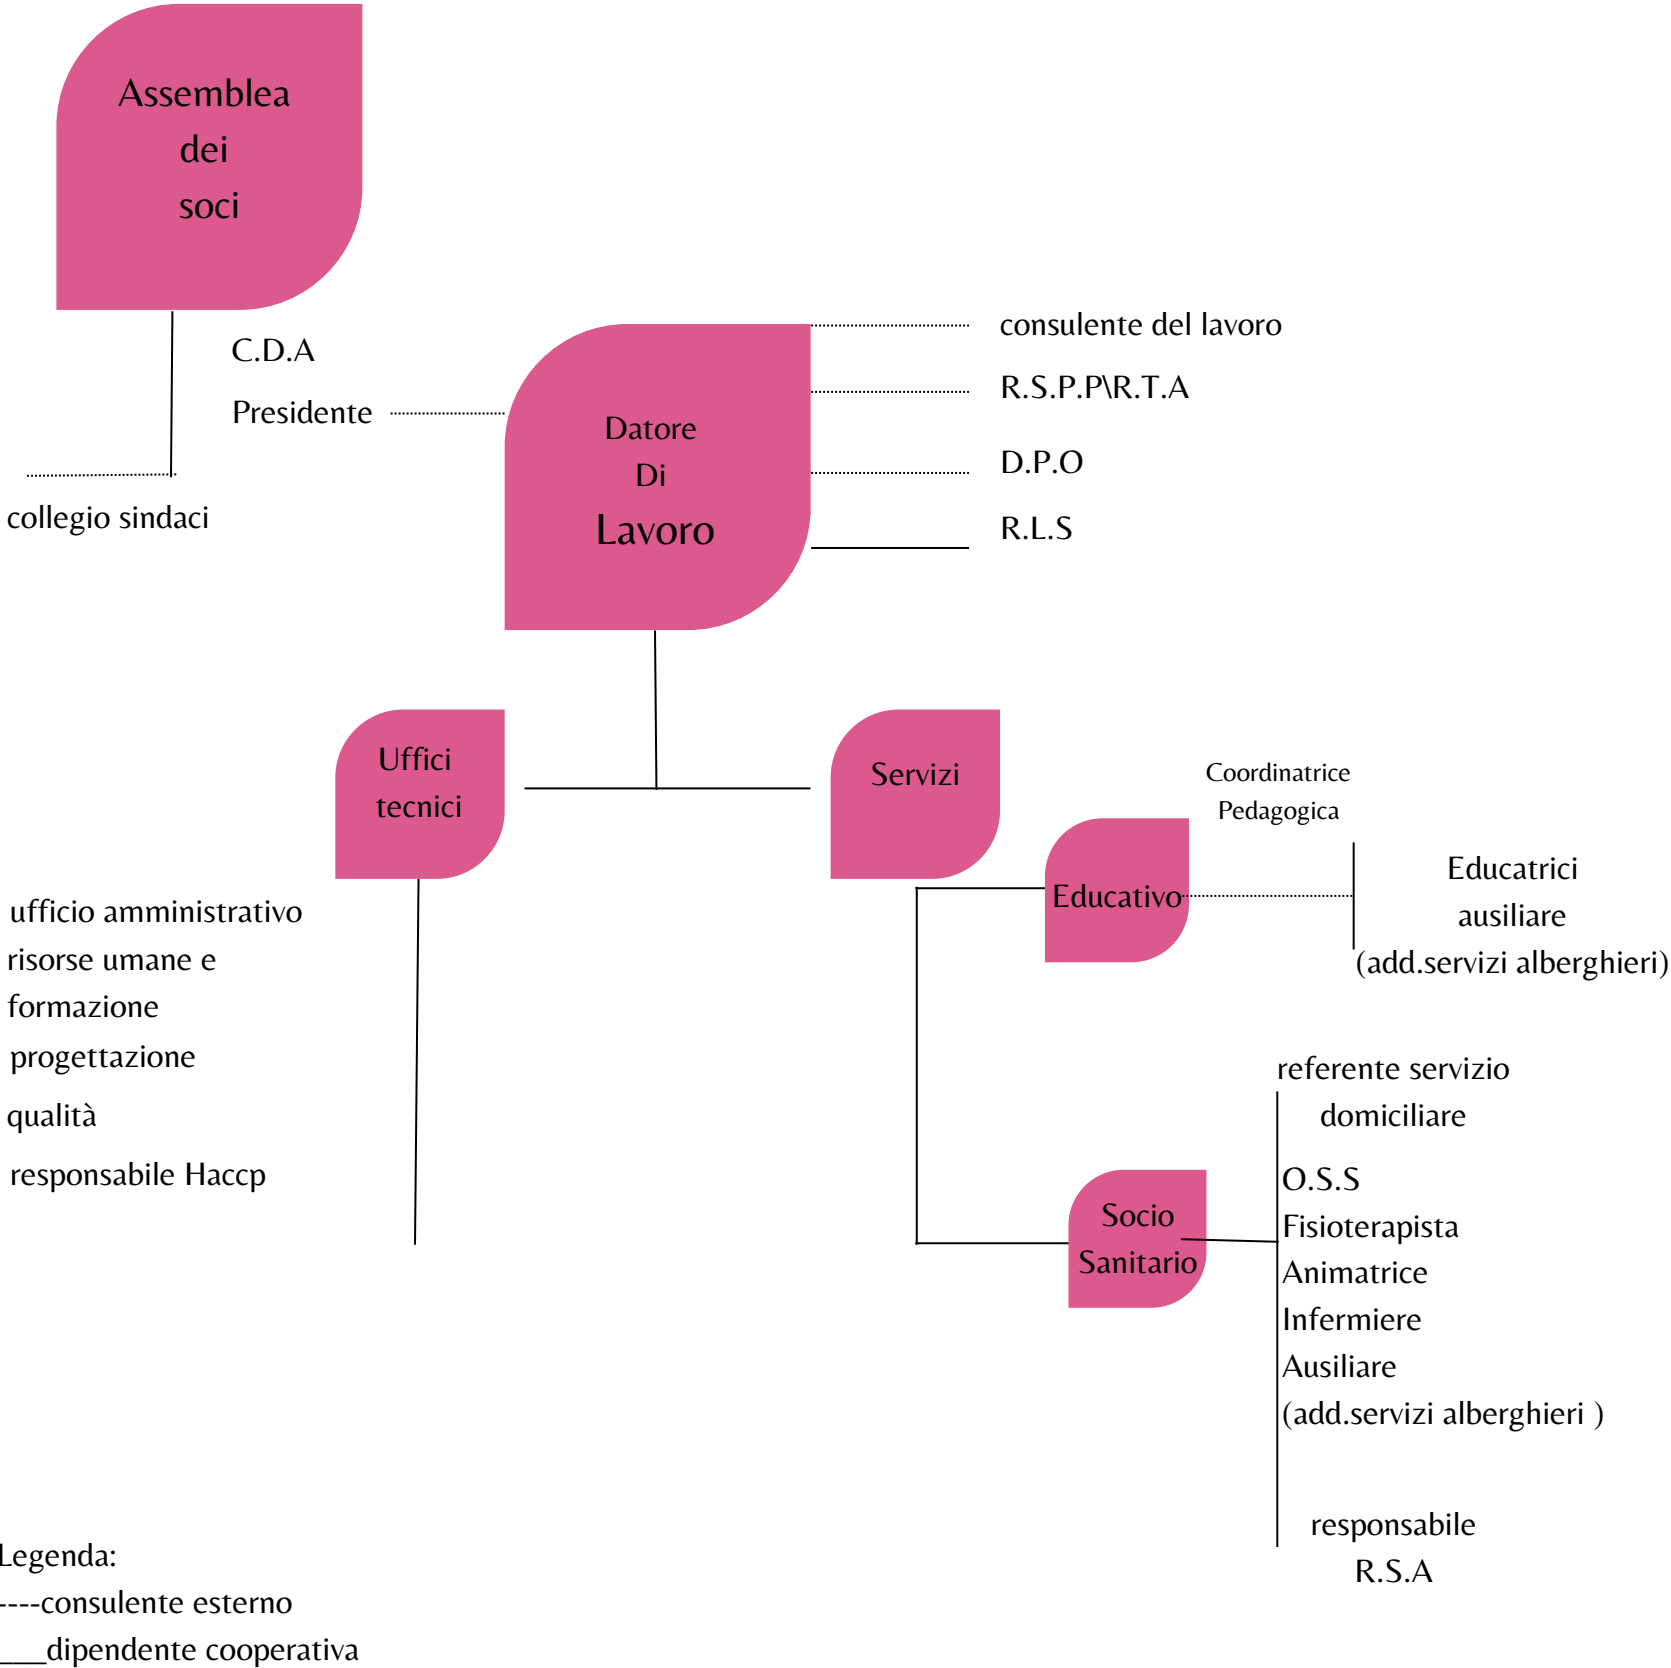 Assemblea
dei
soci
C.D.A
Presidente
collegio sindaci
Datore
Di
Lavoro
consulente del lavoro
R.S.P.P\R.T.A
D.P.O
R.L.S
Uffici
tecnici
ufficio amministrativo
risorse umane e
formazione
progettazione
qualità
responsabile Haccp
Servizi
Educativo
Coordinatrice
Pedagogica
Educatrici
ausiliare
(add.servizi alberghieri)
Socio
Sanitario
referente servizio
domiciliare
O.S.S
Fisioterapista
Animatrice
Infermiere
Ausiliare
(add.servizi alberghieri )
responsabile
R.S.A
Legenda:
----consulente esterno
___dipendente cooperativa